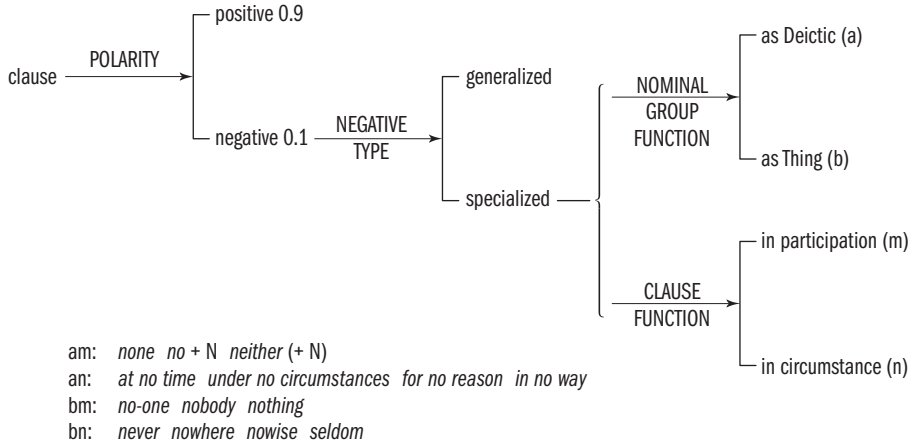 positive 0.9
as Deictic (a)
clause POLARITY
generalized
NOMINAL
GROUP
FUNCTION
negative 0.1 NEGATIVE
TYPE
as Thing (b)
specialized
in participation (m)
CLAUSE
FUNCTION
in circumstance (n)
am: none no + N neither (+ N)
an: at no time under no circumstances for no reason in no way
bm: no-one nobody nothing
bn: never nowhere nowise seldom